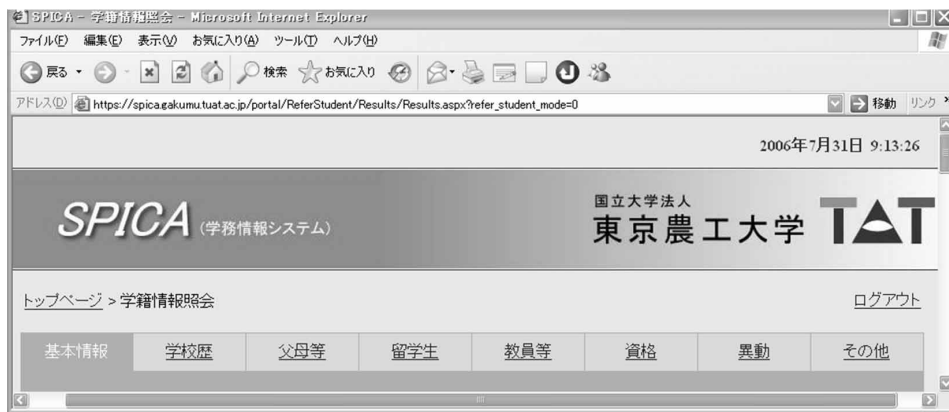 SPICA - 学籍情報照会 - Microsoft Internet Explorer
ファイル(F) 編集(E) 表示(V) お気に入り(A) ツール(T) ヘルプ(H)
戻る 検索 お気に入り
アドレス(D) https://spica.gakumu.tuat.ac.jp/portal/ReferStudent/Results/Results.aspx?refer_student_mode=0 移動 リンク »
2006年7月31日 9:13:26
SPICA (学務情報システム)
国立大学法人
東京農工大学 TAT
トップページ > 学籍情報照会 ログアウト
基本情報 学校歴 父母等 留学生 教員等 資格 異動 その他